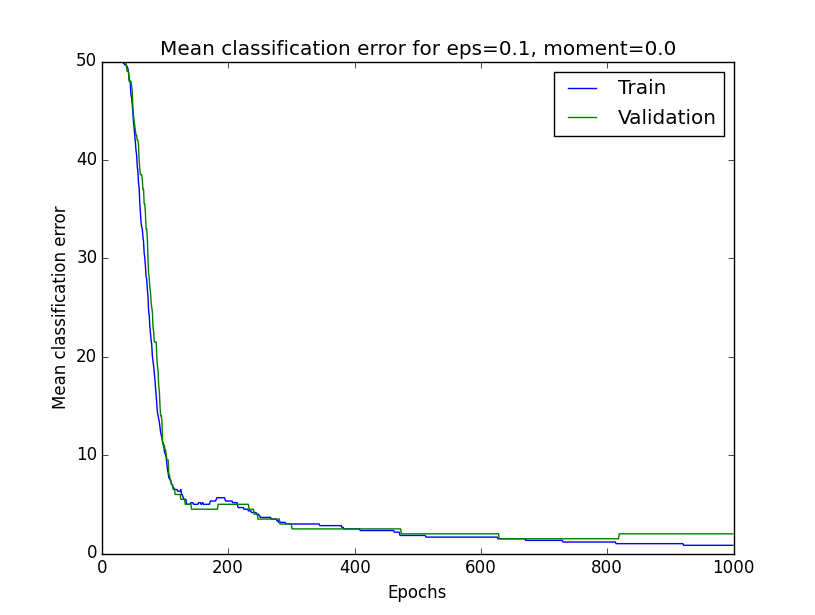 Mean classification error for eps=0.1, moment=0.0
50
40
30
20
10
0
Mean classification error
Train
Validation
0 200 400 600 800 1000
Epochs